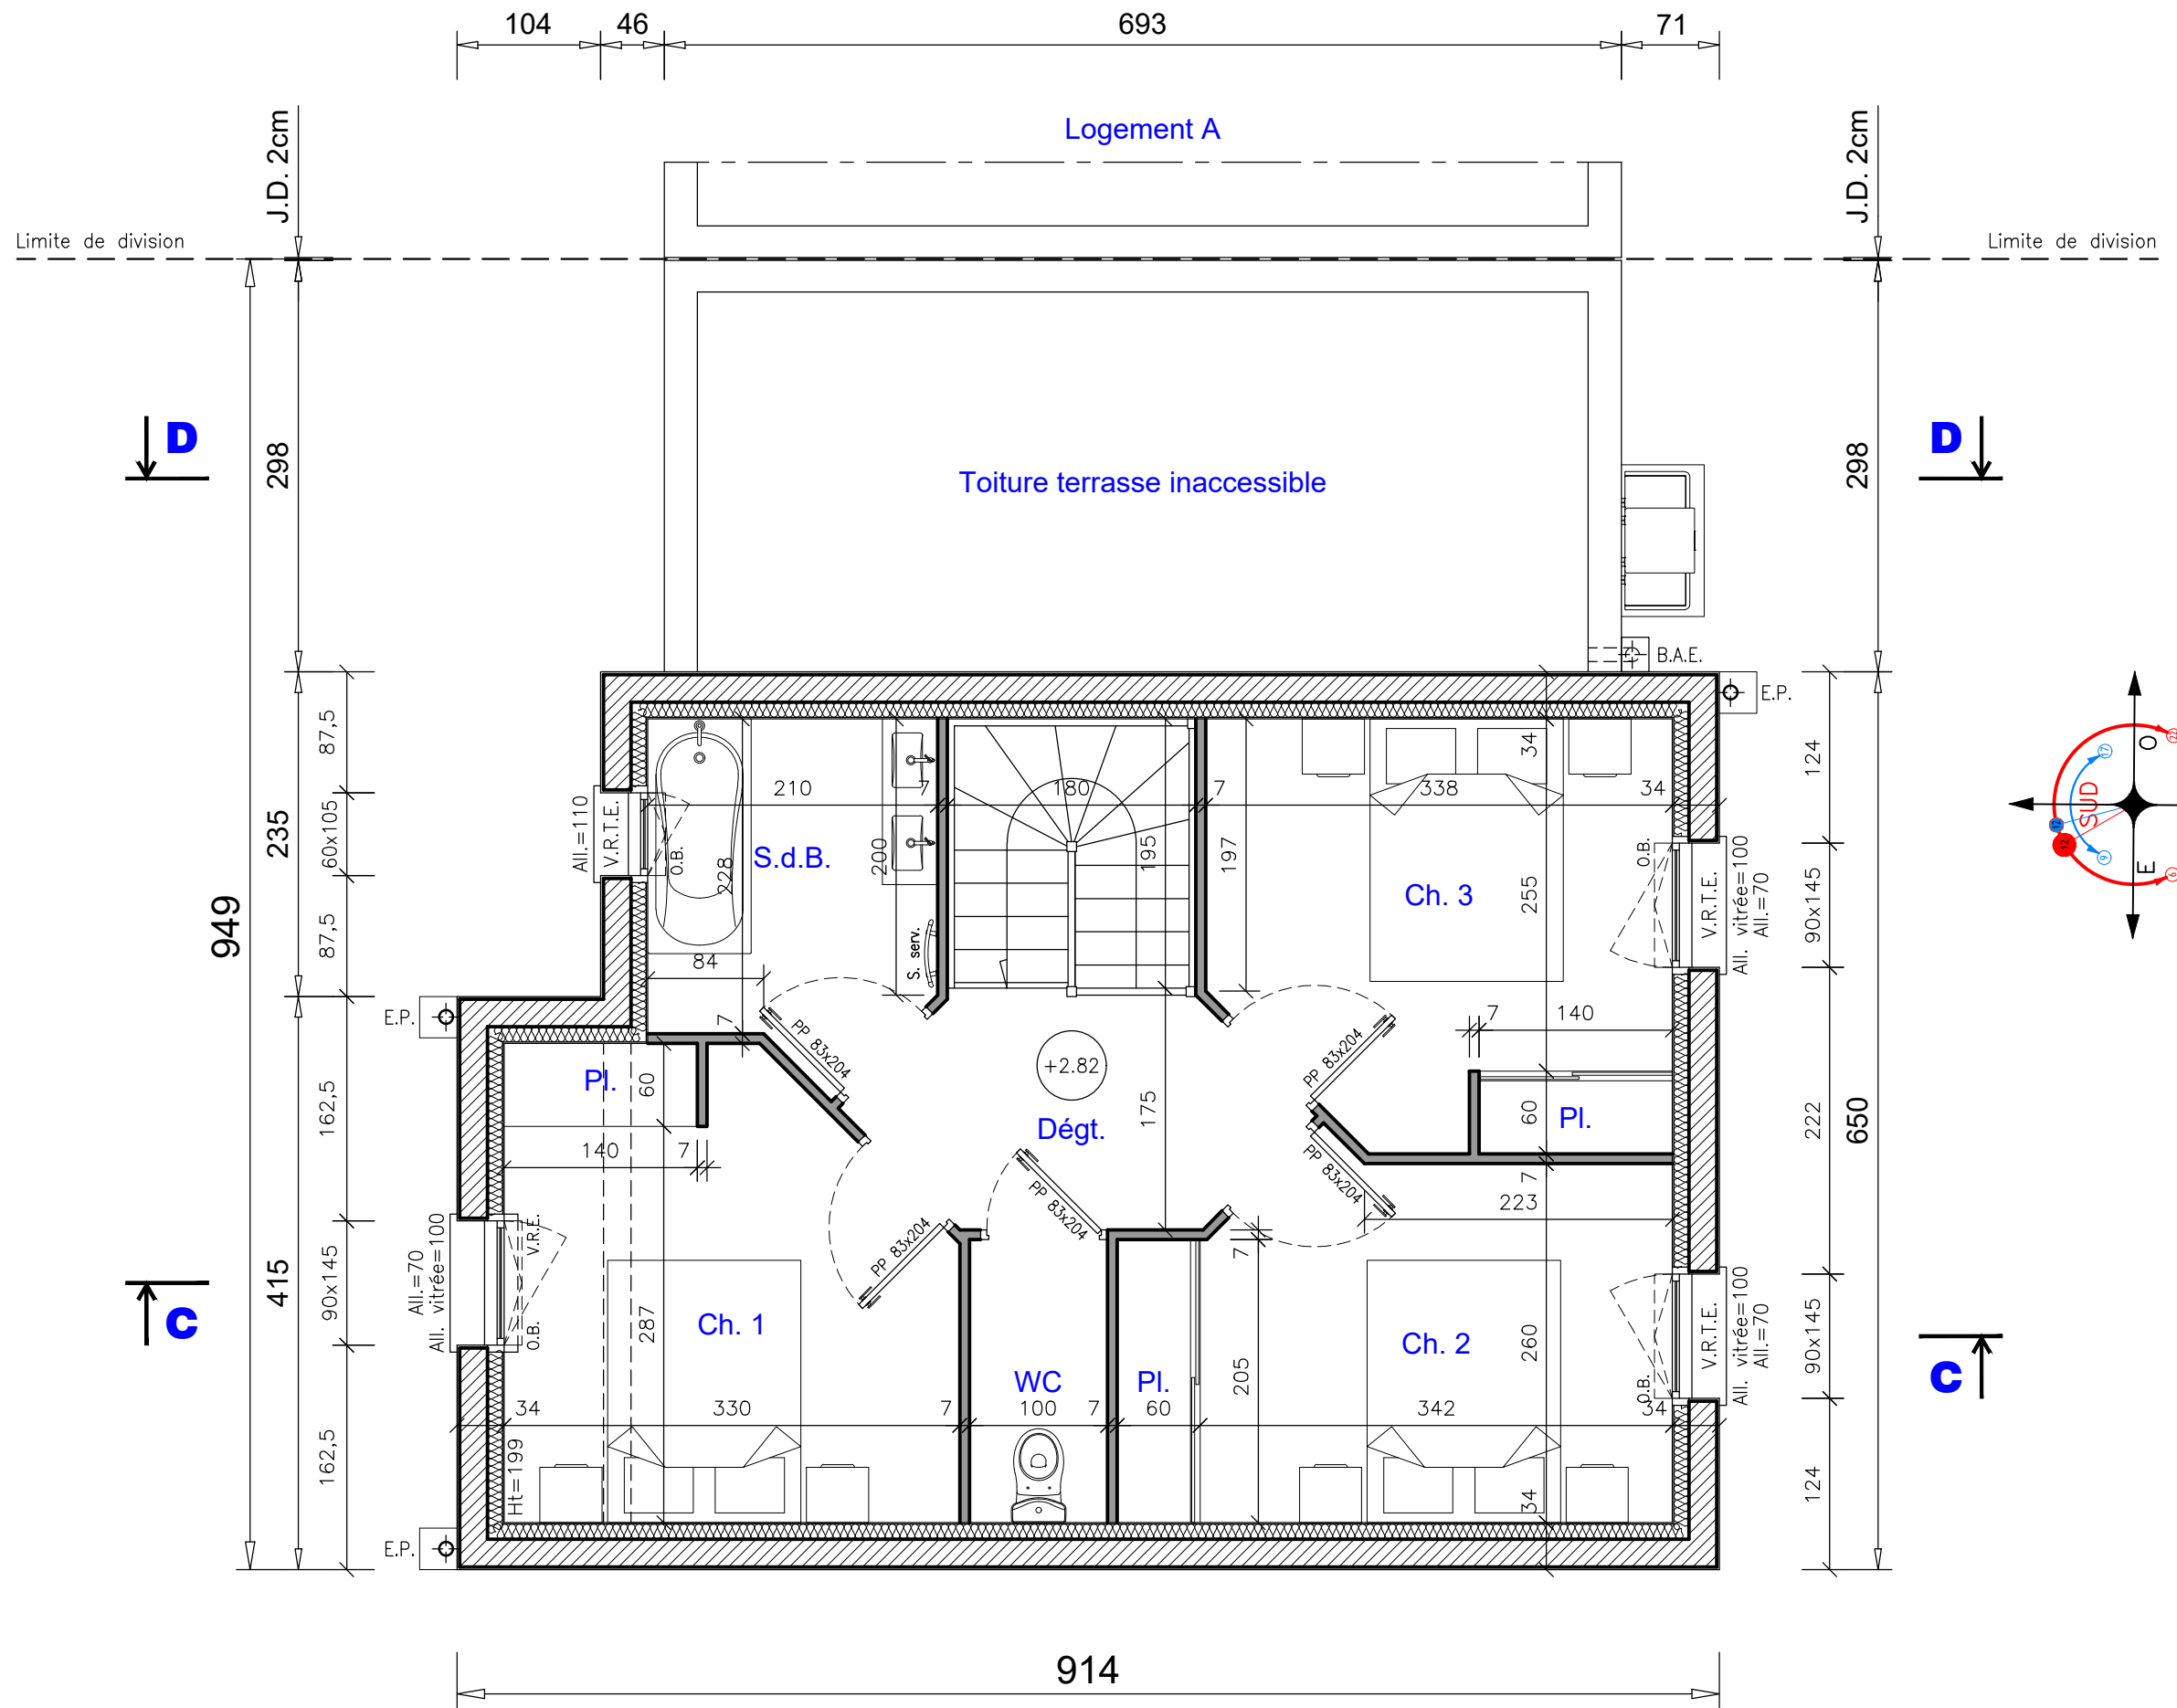 104 46 693 71
J.D. 2cm
Logement A
J.D. 2cm
Limite de division
Limite de division
D
298
Toiture terrasse inaccessible
298
D
B.A.E.
E.P.
87,5
235
60x105
87,5
949
All.=110
V.R.T.E.
O.B.
210
7
180
7
338
34
34
124
228
S.d.B.
200
195
197
Ch. 3
255
O.B.
V.R.T.E.
All. vitrée=100
All.=70
90x145
S. serv.
84
7
PP 83x204
E.P.
Pl.
60
140
7
+2.82
Dégt.
175
PP 83x204
7
140
60
Pl.
222
650
162,5
PP 83x204
7
223
PP 83x204
PP 83x204
C
415
90x145
All.=70
All. vitrée=100
V.R.E.
O.B.
287
Ch. 1
7
205
Ch. 2
260
O.B.
V.R.T.E.
All. vitrée=100
All.=70
90x145
C
WC
Pl.
34
330
7
100
7
60
342
34
162,5
Ht=199
34
124
E.P.
914
O
SUD
E
22
17
12
12
9
6